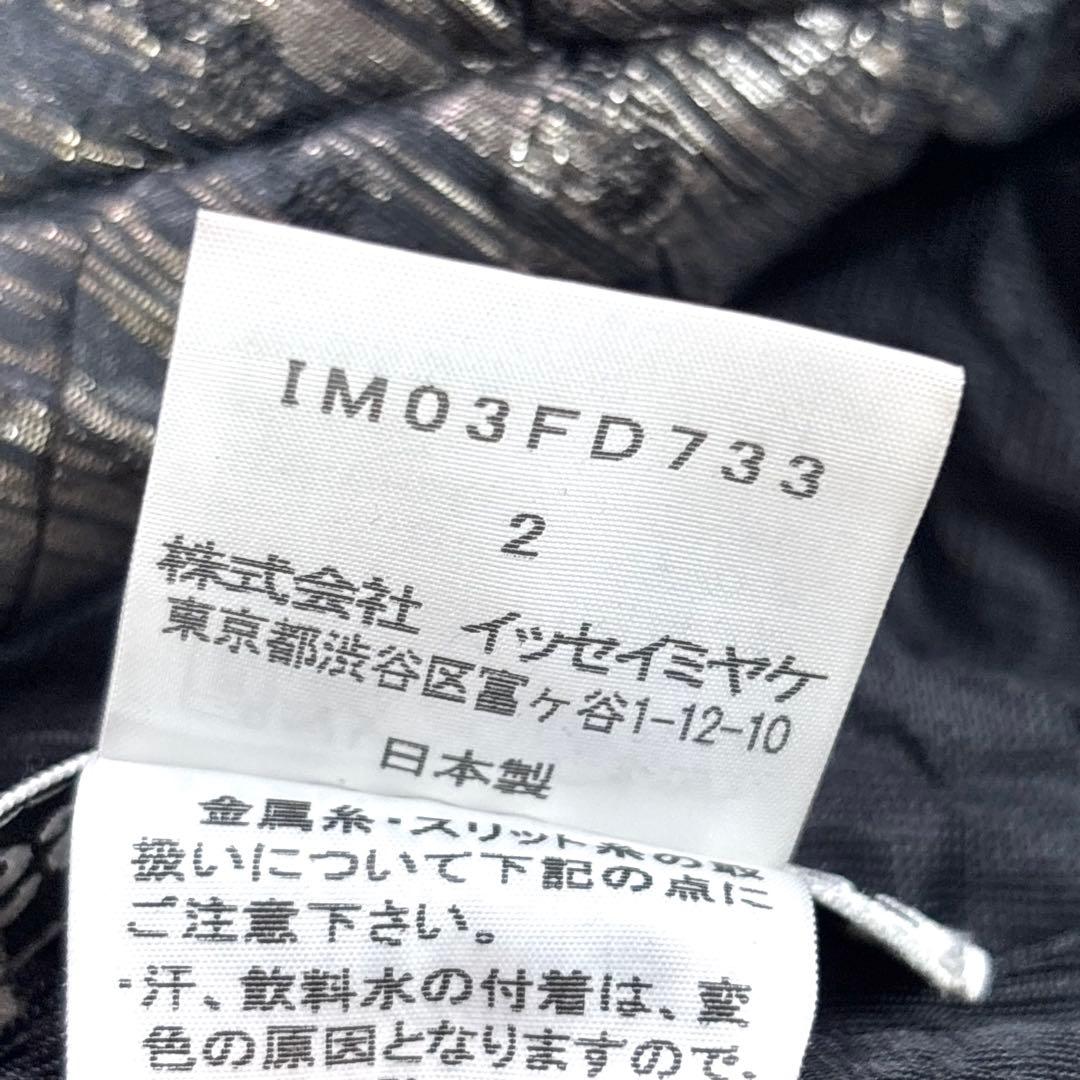 IM03FD733
2
株式会社 イッセイミヤケ
東京都渋谷区富ヶ谷1-12-10
日本製
金属糸・スリット糸の取
扱いについて下記の点に
ご注意下さい。
・汗、飲料水の付着は、変
色の原因となりますので、